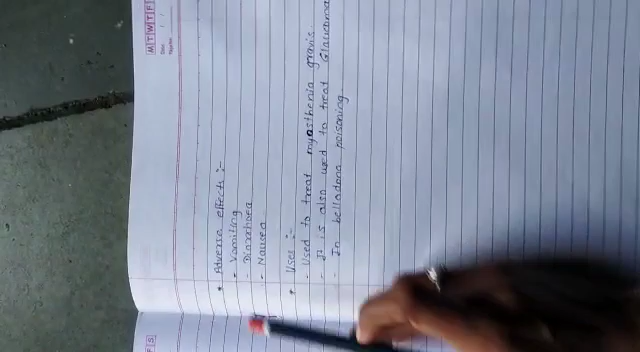 M T W T F
Adverse effects :-
- Vomiting
- Diarrhoea
- Nausea
Uses :-
- Used to treat myasthenia gravis.
- It is also used to treat Glaucoma
- In belladona poisoning